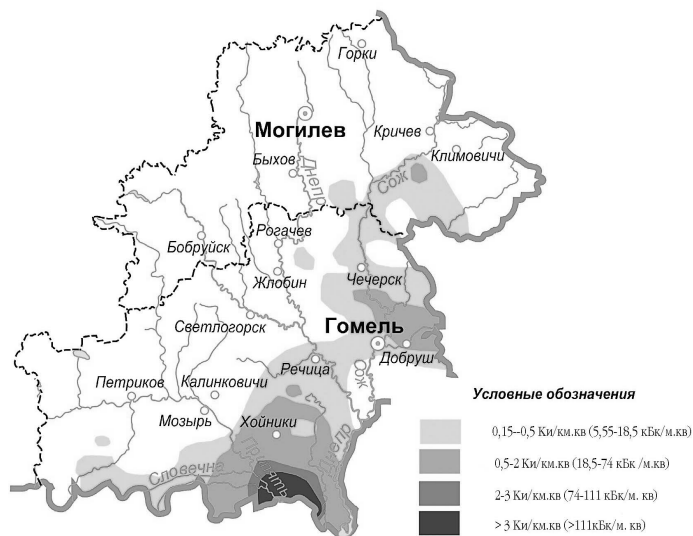 Горки
Могилев
Кричев
Климовичи
Быхов
Днепр
Сож
Рогачев
Бобруйск
Чечерск
Жлобин
Светлогорск
Гомель
Добруш
Речица
Сож
Петриков
Калинковичи
Мозырь
Хойники
Днепр
Словечна
Припять
Условные обозначения
0,15--0,5 Ки/км.кв (5,55-18,5 кБк/м.кв)
0,5-2 Ки/км.кв (18,5-74 кБк /м.кв)
2-3 Ки/км.кв (74-111 кБк/м. кв)
> 3 Ки/км.кв (>111кБк/м. кв)